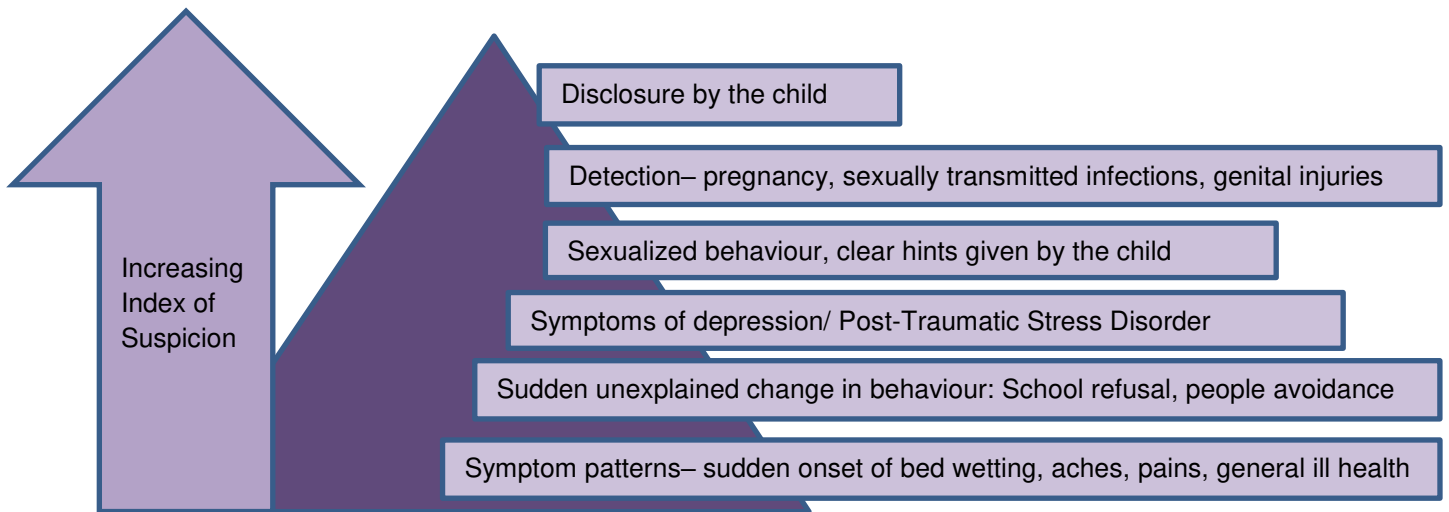 Disclosure by the child
Detection– pregnancy, sexually transmitted infections, genital injuries
Sexualized behaviour, clear hints given by the child
Increasing
Index of
Suspicion
Symptoms of depression/ Post-Traumatic Stress Disorder
Sudden unexplained change in behaviour: School refusal, people avoidance
Symptom patterns– sudden onset of bed wetting, aches, pains, general ill health